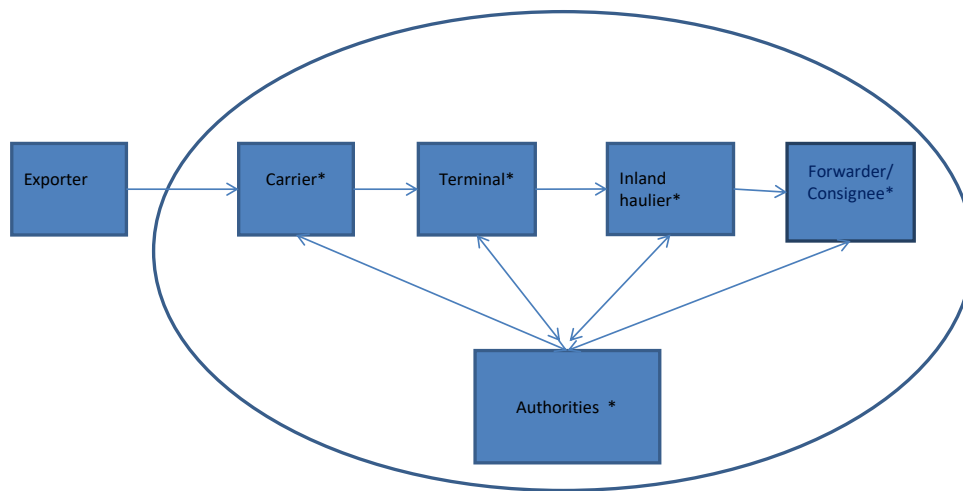 Exporter
Carrier*
Terminal*
Inland
haulier*
Forwarder/
Consignee*
Authorities *